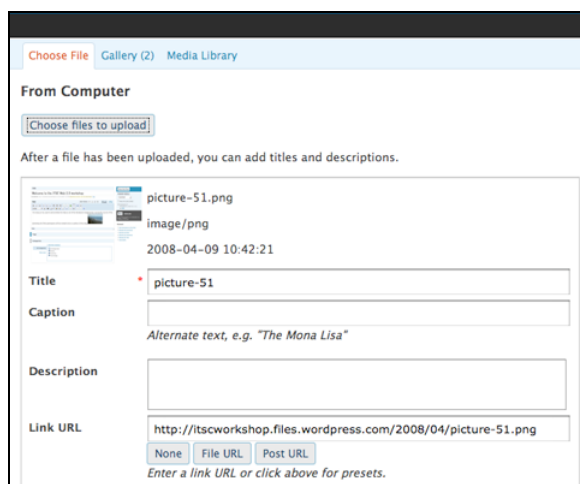 Choose File Gallery (2) Media Library
From Computer
Choose files to upload
After a file has been uploaded, you can add titles and descriptions.
picture-51.png
image/png
2008-04-09 10:42:21
Title * picture-51
Caption
Alternate text, e.g. "The Mona Lisa"
Description
Link URL http://itscworkshop.files.wordpress.com/2008/04/picture-51.png
None File URL Post URL
Enter a link URL or click above for presets.